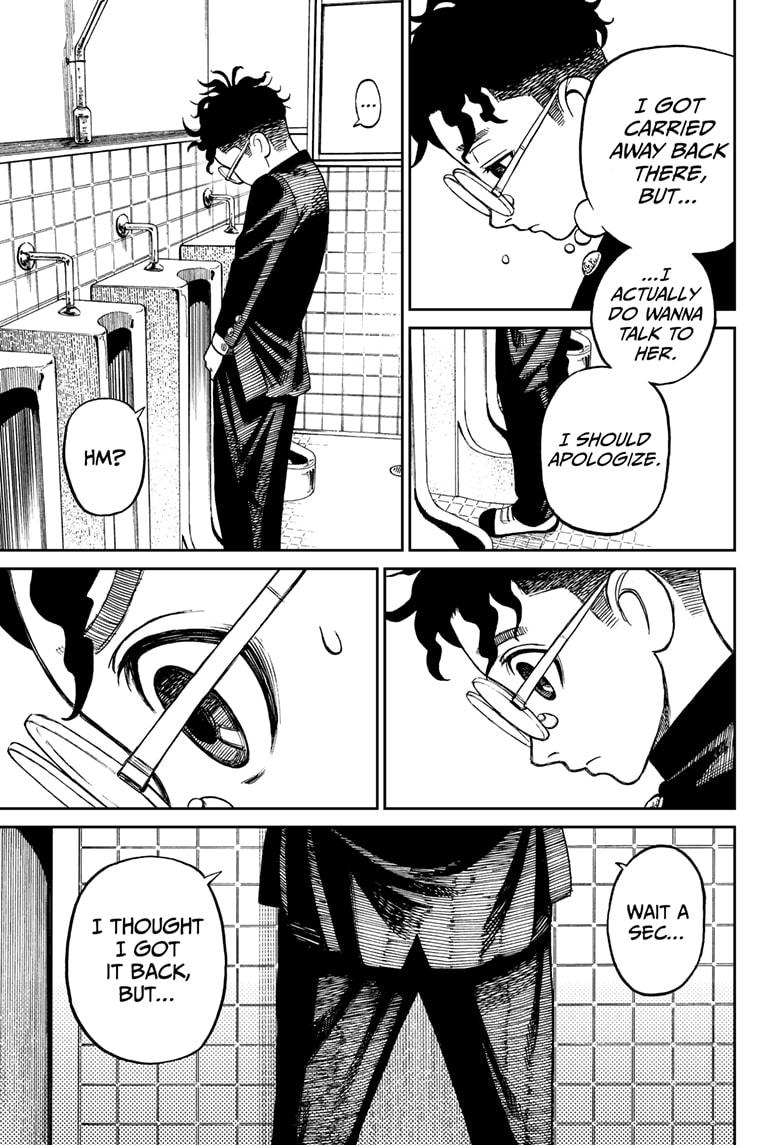 I GOT
CARRIED
AWAY BACK
THERE,
BUT...
...I
ACTUALLY
DO WANNA
TALK TO
HER.
I SHOULD
APOLOGIZE.
...
HM?
WAIT A
SEC...
I THOUGHT
I GOT
IT BACK,
BUT...